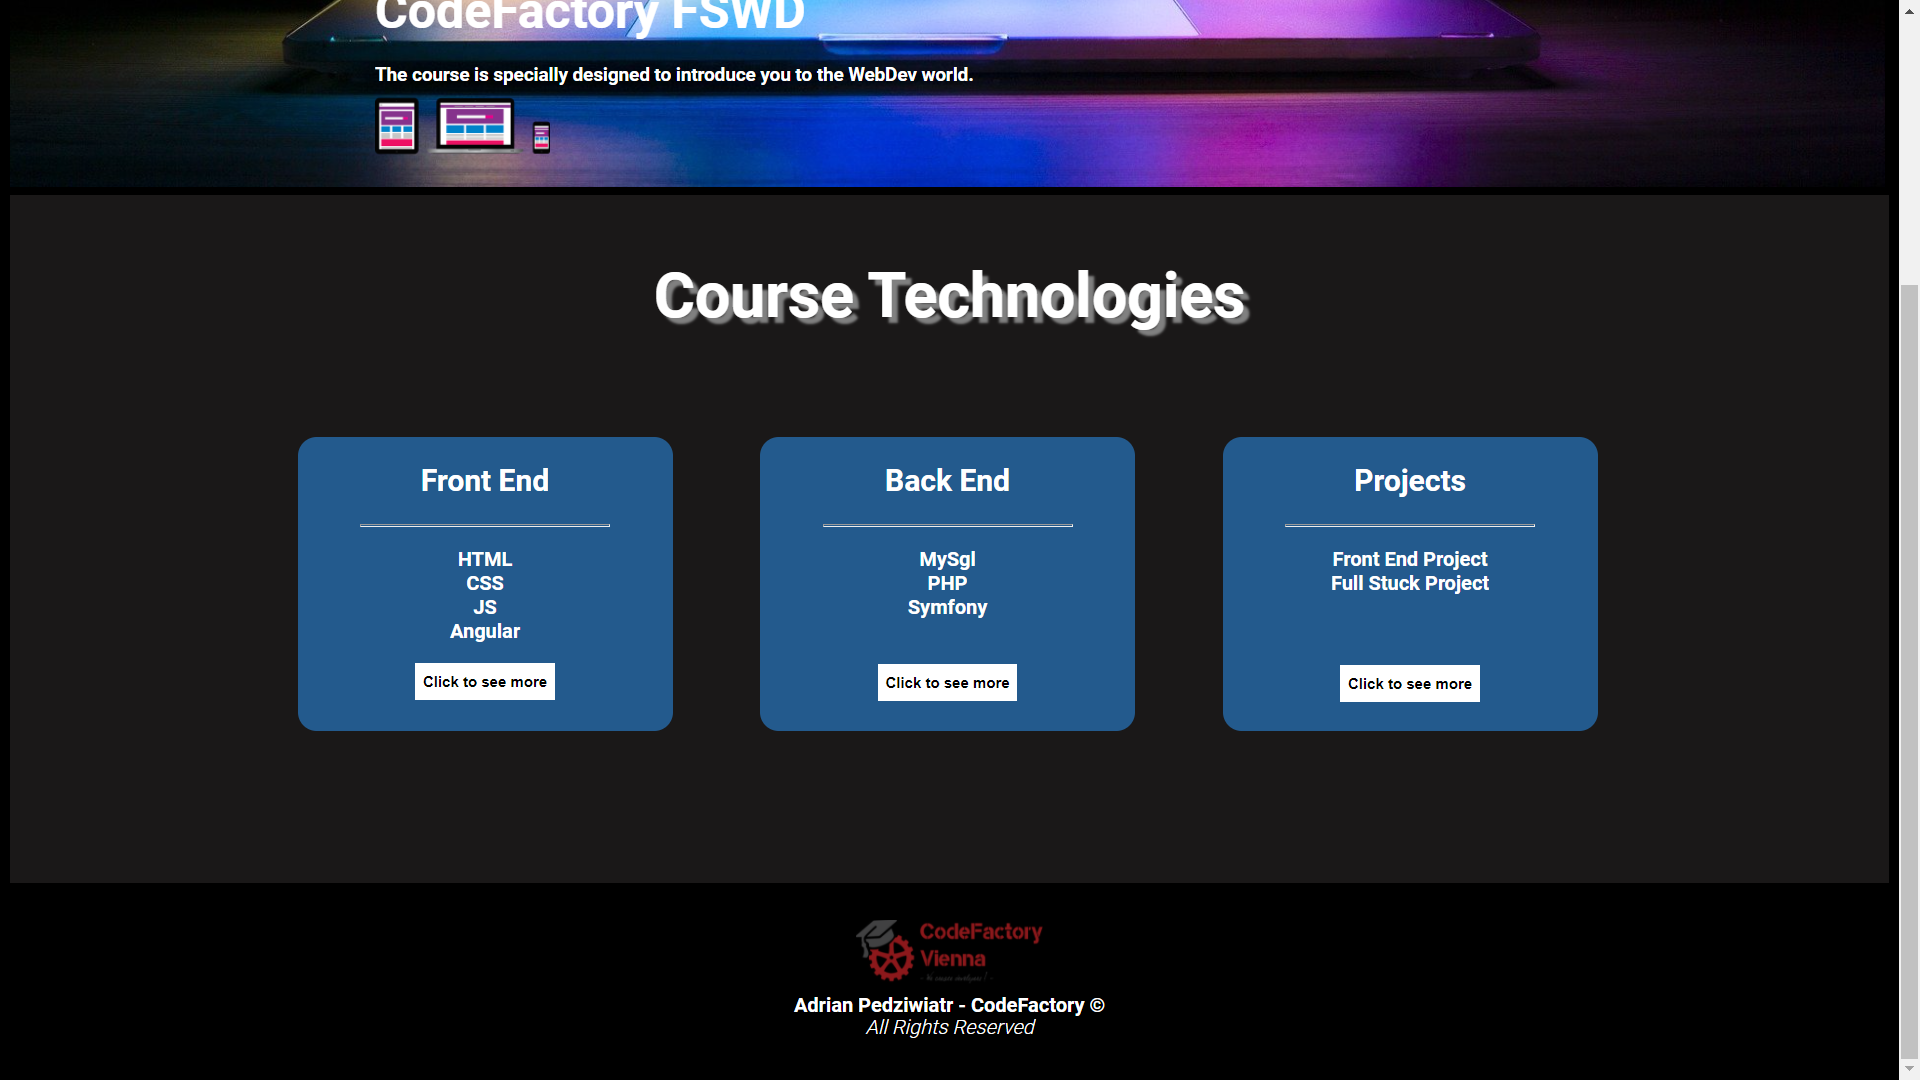 CodeFactory FSWD
The course is specially designed to introduce you to the WebDev world.
Course Technologies
Front End
HTML
CSS
JS
Angular
Click to see more
Back End
MySgl
PHP
Symfony
Click to see more
Projects
Front End Project
Full Stuck Project
Click to see more
CodeFactory
Vienna
Adrian Pedziwiatr - CodeFactory ©
All Rights Reserved